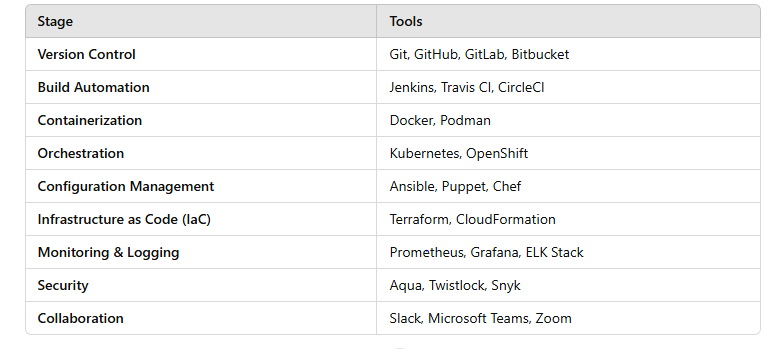 Stage Tools
Version Control Git, GitHub, GitLab, Bitbucket
Build Automation Jenkins, Travis CI, CircleCI
Containerization Docker, Podman
Orchestration Kubernetes, OpenShift
Configuration Management Ansible, Puppet, Chef
Infrastructure as Code (IaC) Terraform, CloudFormation
Monitoring & Logging Prometheus, Grafana, ELK Stack
Security Aqua, Twistlock, Snyk
Collaboration Slack, Microsoft Teams, Zoom